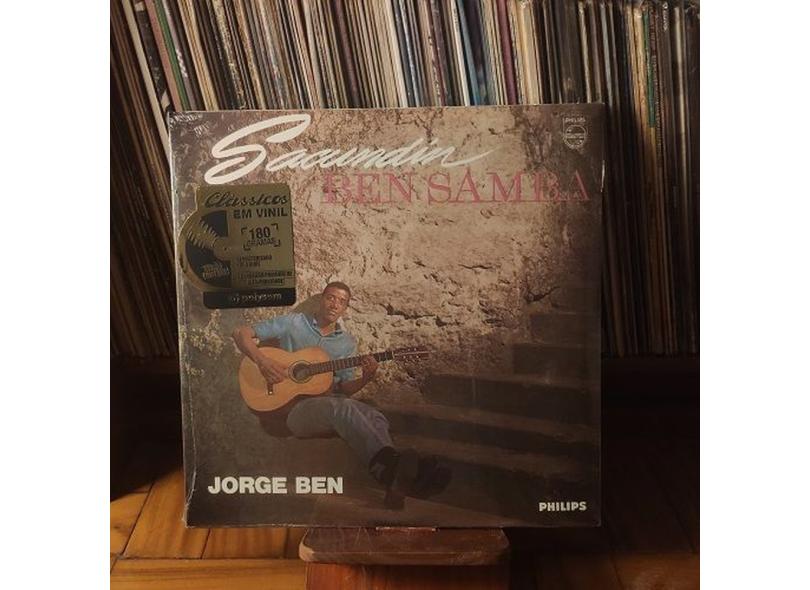 Sacundin
BEN SAMBA
PHILIPS
Clássicos
EM VINIL
180
GRAMAS
polysom
JORGE BEN
PHILIPS